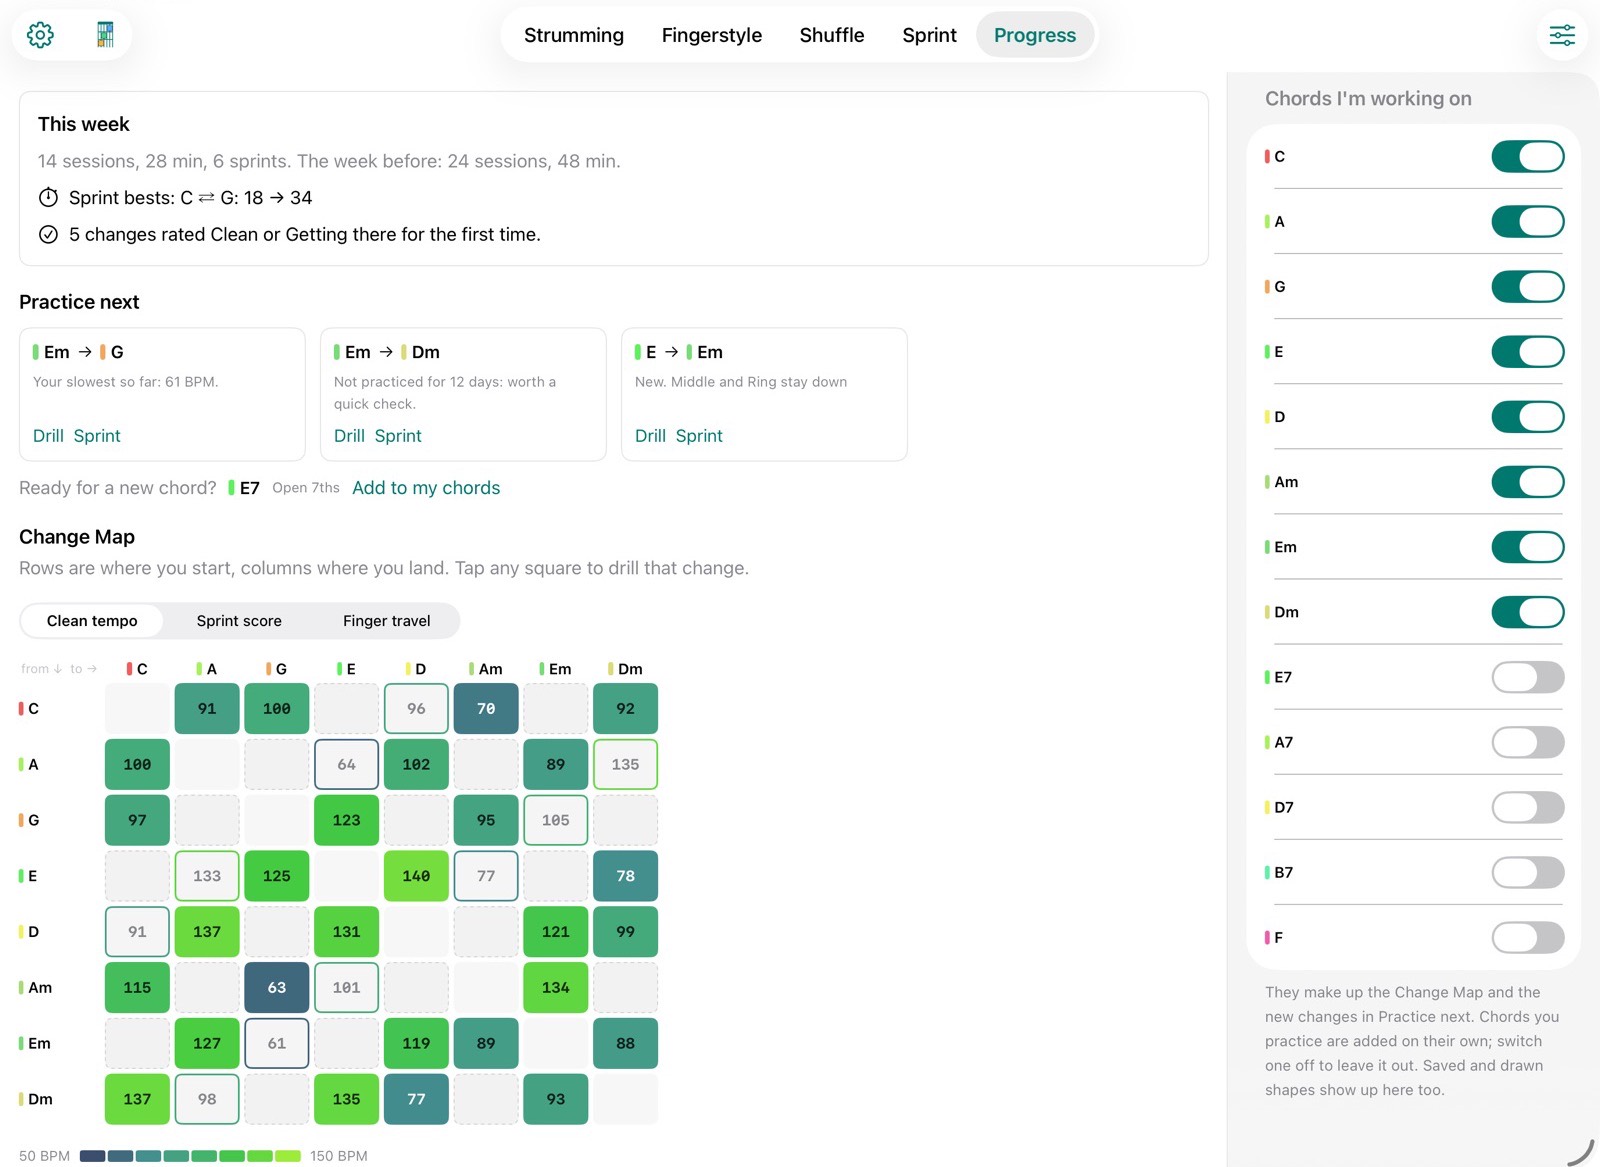 Strumming Fingerstyle Shuffle Sprint Progress
This week
14 sessions, 28 min, 6 sprints. The week before: 24 sessions, 48 min.
Sprint bests: C ⇄ G: 18 → 34
5 changes rated Clean or Getting there for the first time.
Practice next
Em → G
Your slowest so far: 61 BPM.
Drill Sprint
Em → Dm
Not practiced for 12 days: worth a
quick check.
Drill Sprint
E → Em
New. Middle and Ring stay down
Drill Sprint
Ready for a new chord? E7 Open 7ths Add to my chords
Change Map
Rows are where you start, columns where you land. Tap any square to drill that change.
Clean tempo Sprint score Finger travel
from ↓ to → C A G E D Am Em Dm
C 91 100 96 70 92
A 100 64 102 89 135
G 97 123 95 105
E 133 125 140 77 78
D 91 137 131 121 99
Am 115 63 101 134
Em 127 61 119 89 88
Dm 137 98 135 77 93
50 BPM 150 BPM
Chords I'm working on
C
A
G
E
D
Am
Em
Dm
E7
A7
D7
B7
F
They make up the Change Map and the
new changes in Practice next. Chords you
practice are added on their own; switch
one off to leave it out. Saved and drawn
shapes show up here too.